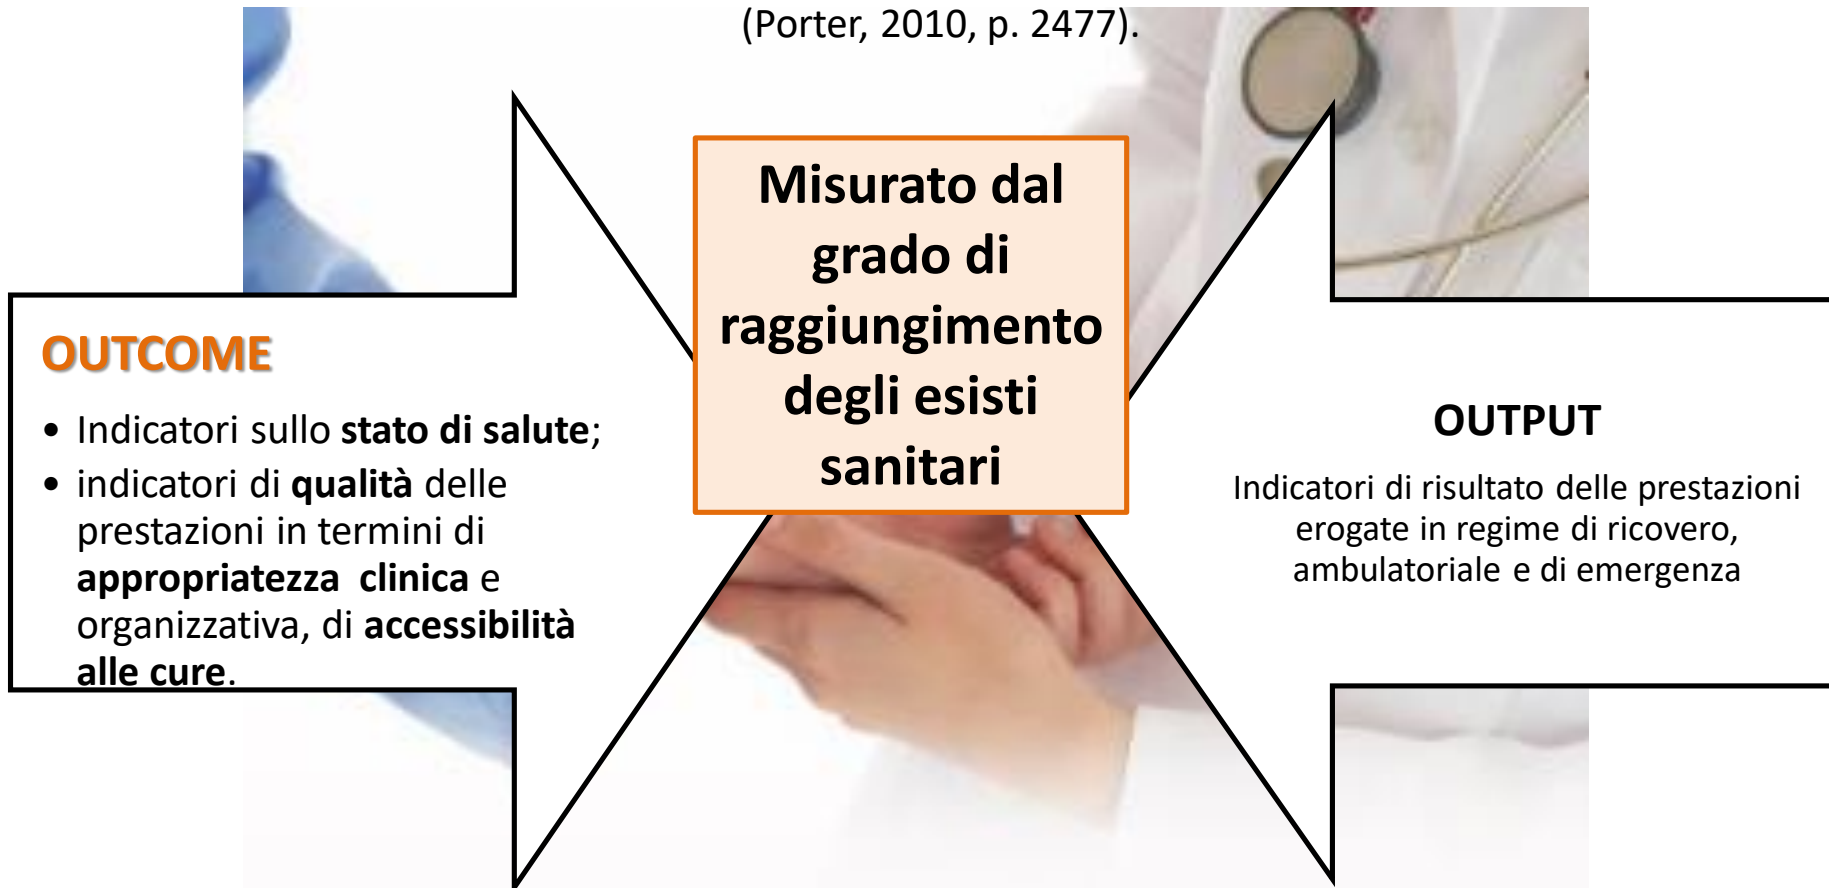 (Porter, 2010, p. 2477).
Misurato dal
grado di
raggiungimento
degli esisti
sanitari
OUTCOME
• Indicatori sullo stato di salute;
• indicatori di qualità delle
prestazioni in termini di
appropriatezza clinica e
organizzativa, di accessibilità
alle cure.
OUTPUT
Indicatori di risultato delle prestazioni
erogate in regime di ricovero,
ambulatoriale e di emergenza